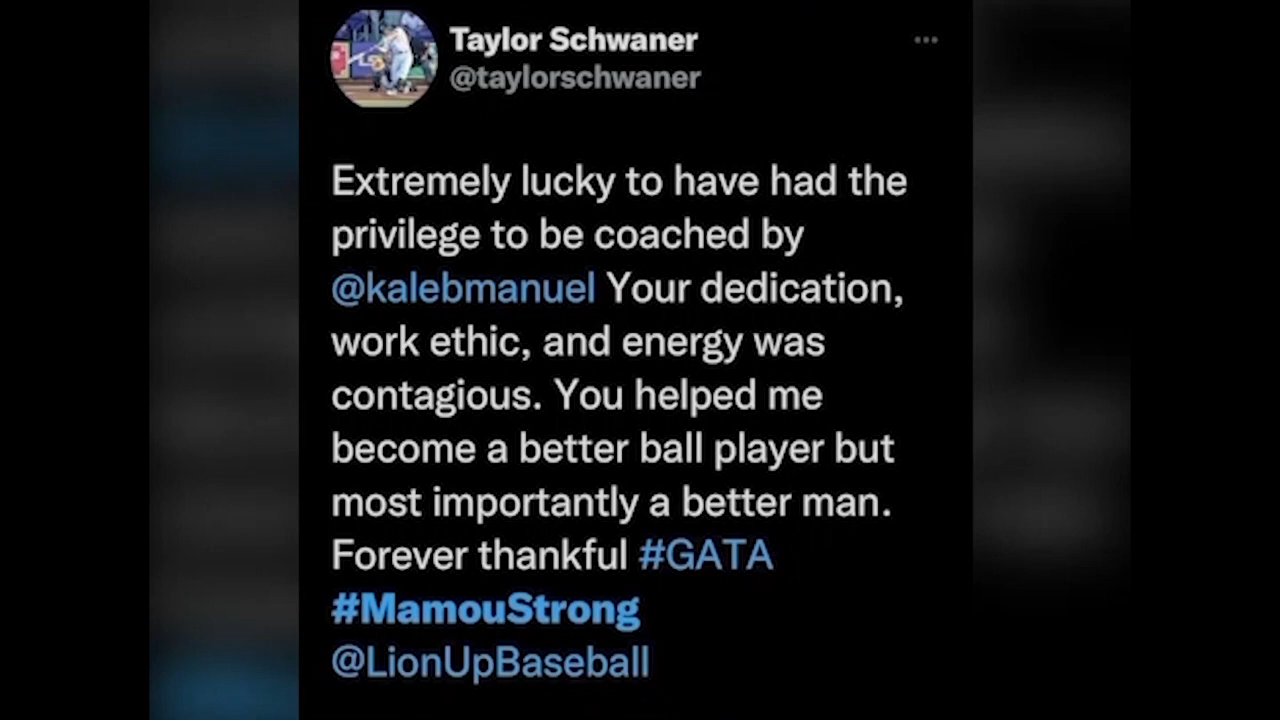 Taylor Schwaner
@taylorschwaner
Extremely lucky to have had the
privilege to be coached by
@kalebmanuel Your dedication,
work ethic, and energy was
contagious. You helped me
become a better ball player but
most importantly a better man.
Forever thankful #GATA
#MamouStrong
@LionUpBaseball